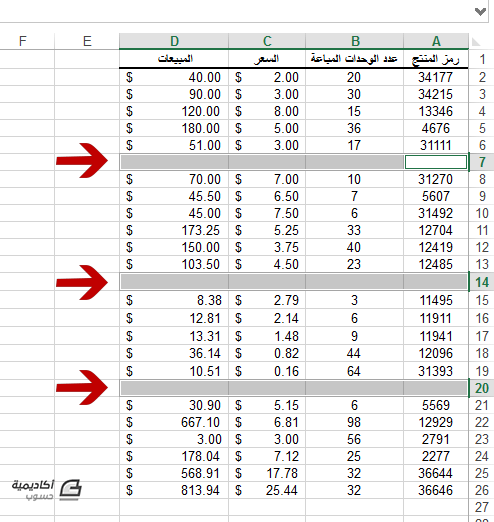 F E D C B A
المبيعات السعر عدد الوحدات المباعة رمز المنتج 1
$ 40.00 $ 2.00 20 34177 2
$ 90.00 $ 3.00 30 34215 3
$ 120.00 $ 8.00 15 13346 4
$ 180.00 $ 5.00 36 4676 5
$ 51.00 $ 3.00 17 31111 6
7
$ 70.00 $ 7.00 10 31270 8
$ 45.50 $ 6.50 7 5607 9
$ 45.00 $ 7.50 6 31492 10
$ 173.25 $ 5.25 33 12704 11
$ 150.00 $ 3.75 40 12419 12
$ 103.50 $ 4.50 23 12485 13
14
$ 8.38 $ 2.79 3 11495 15
$ 12.81 $ 2.14 6 11911 16
$ 13.31 $ 1.48 9 11941 17
$ 36.14 $ 0.82 44 12096 18
$ 10.51 $ 0.16 64 31393 19
20
$ 30.90 $ 5.15 6 5569 21
$ 667.10 $ 6.81 98 12929 22
$ 3.00 $ 3.00 56 2791 23
$ 178.04 $ 7.12 25 2277 24
$ 568.91 $ 17.78 32 36644 25
$ 813.94 $ 25.44 32 36646 26
27
أكاديمية
حسوب